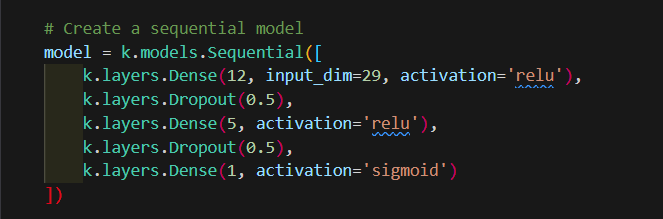 # Create a sequential model
model = k.models.Sequential([
    k.layers.Dense(12, input_dim=29, activation='relu'),
    k.layers.Dropout(0.5),
    k.layers.Dense(5, activation='relu'),
    k.layers.Dropout(0.5),
    k.layers.Dense(1, activation='sigmoid')
])